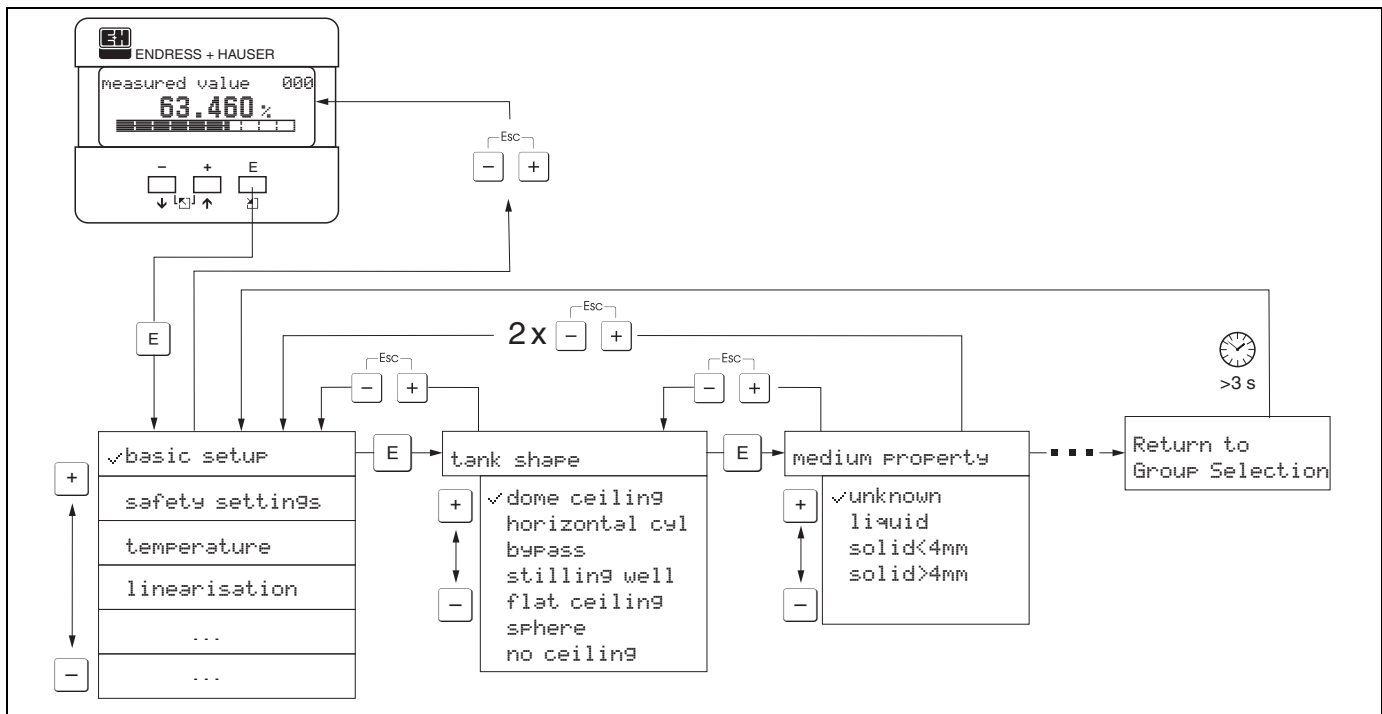 E+H
ENDRESS + HAUSER
measured value 000
63.460 %
− + E
Esc
− +
E
Esc
2x − +
Esc
− +
Esc
− +
>3 s
✓basic setup
safety settings
temperature
linearisation
...
...
+
−
E
tank shape
✓dome ceiling
horizontal cyl
bypass
stilling well
flat ceiling
sphere
no ceiling
+
−
E
medium property
✓unknown
liquid
solid<4mm
solid>4mm
+
−
Return to
Group Selection